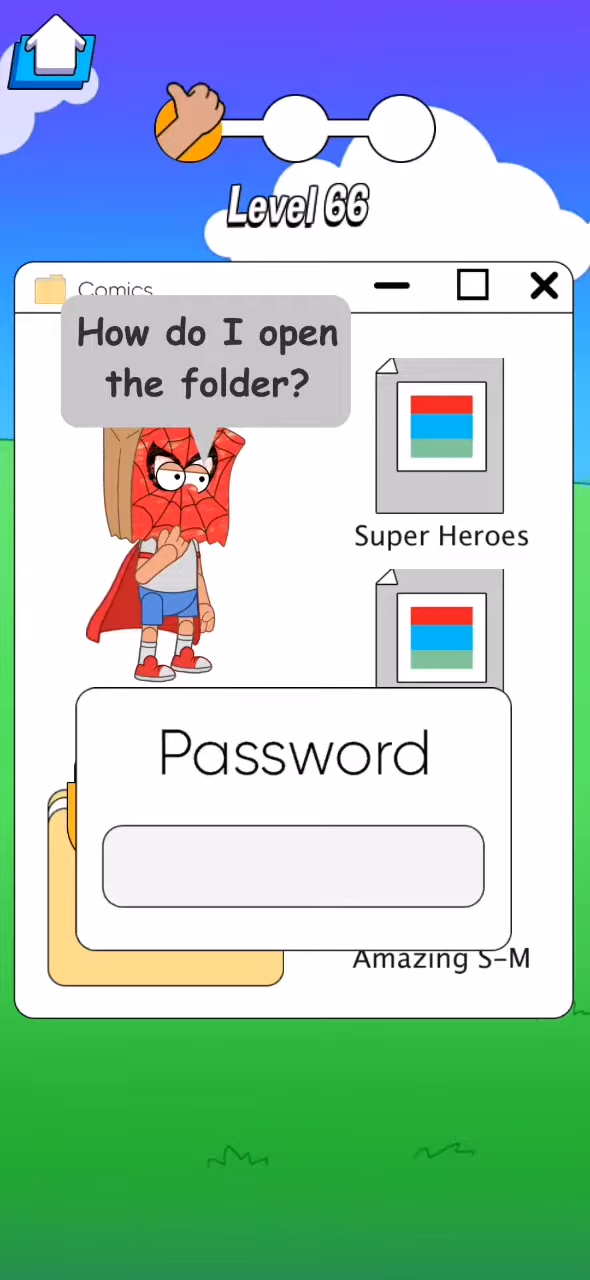 Level 66
Comics
How do I open
the folder?
Super Heroes
Password
Amazing S-M